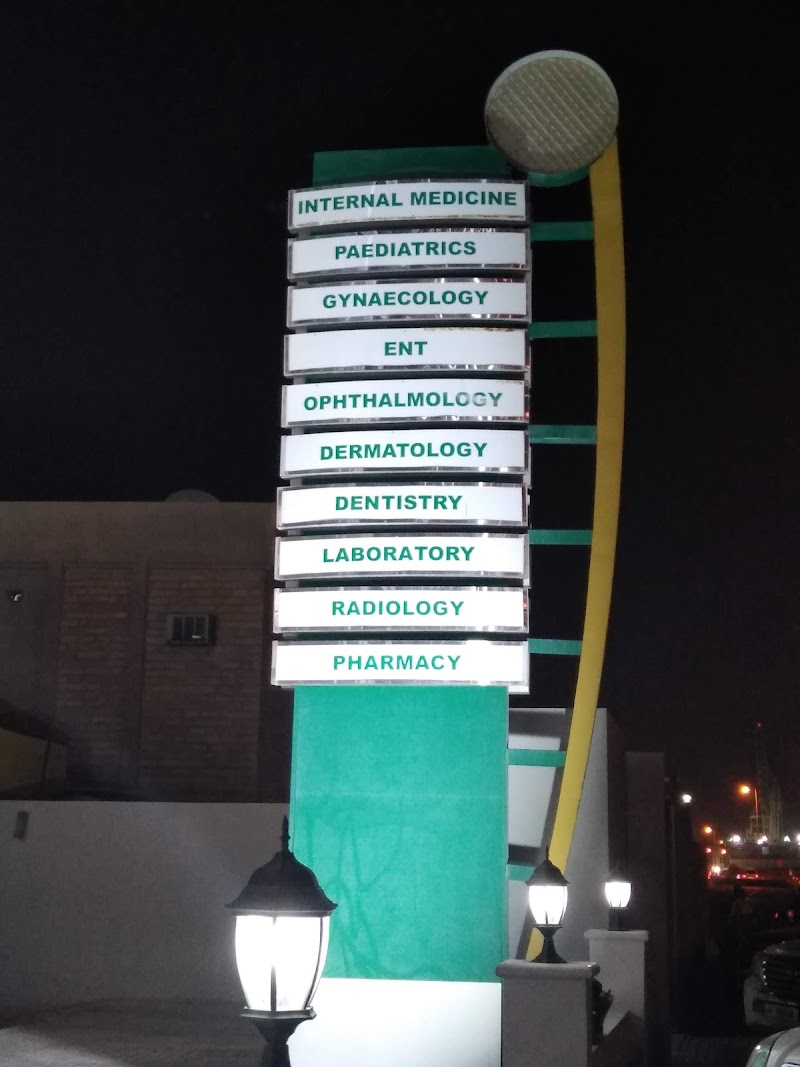 INTERNAL MEDICINE
PAEDIATRICS
GYNAECOLOGY
ENT
OPHTHALMOLOGY
DERMATOLOGY
DENTISTRY
LABORATORY
RADIOLOGY
PHARMACY